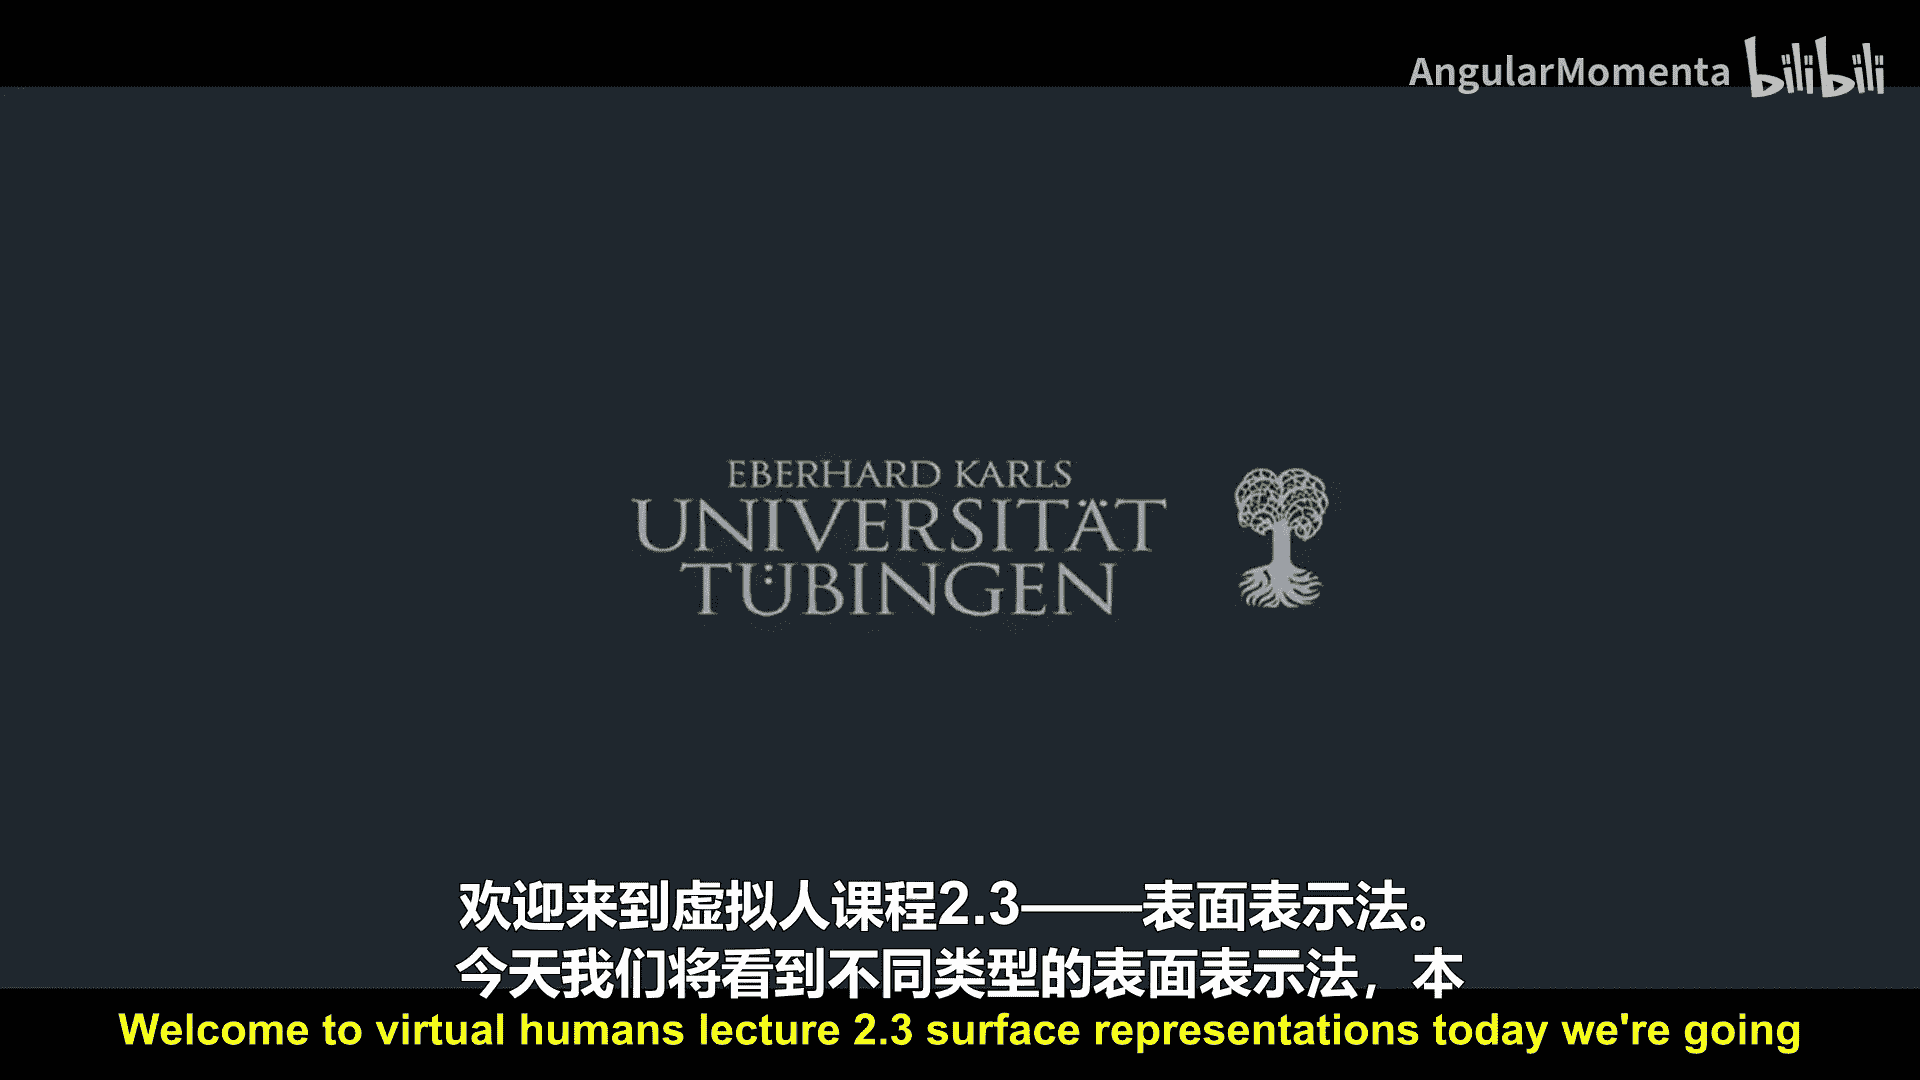 AngularMomenta bilibili
EBERHARD KARLS
UNIVERSITÄT
TÜBINGEN
欢迎来到虚拟人课程2.3——表面表示法。
今天我们将看到不同类型的表面表示法，本
Welcome to virtual humans lecture 2.3 surface representations today we're going